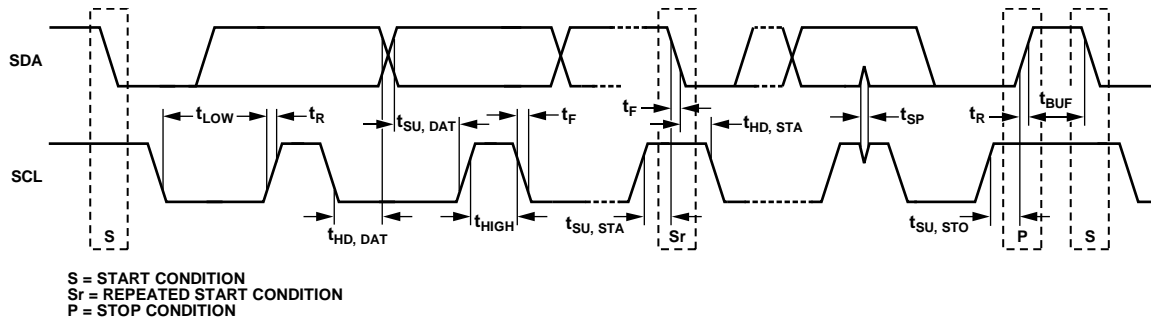 SDA
tLOW
tR
tSU, DAT
tF
tF
tHD, STA
tSP
tR
tBUF
SCL
tHD, DAT
tHIGH
tSU, STA
tSU, STO
S
Sr
P
S
S = START CONDITION
Sr = REPEATED START CONDITION
P = STOP CONDITION